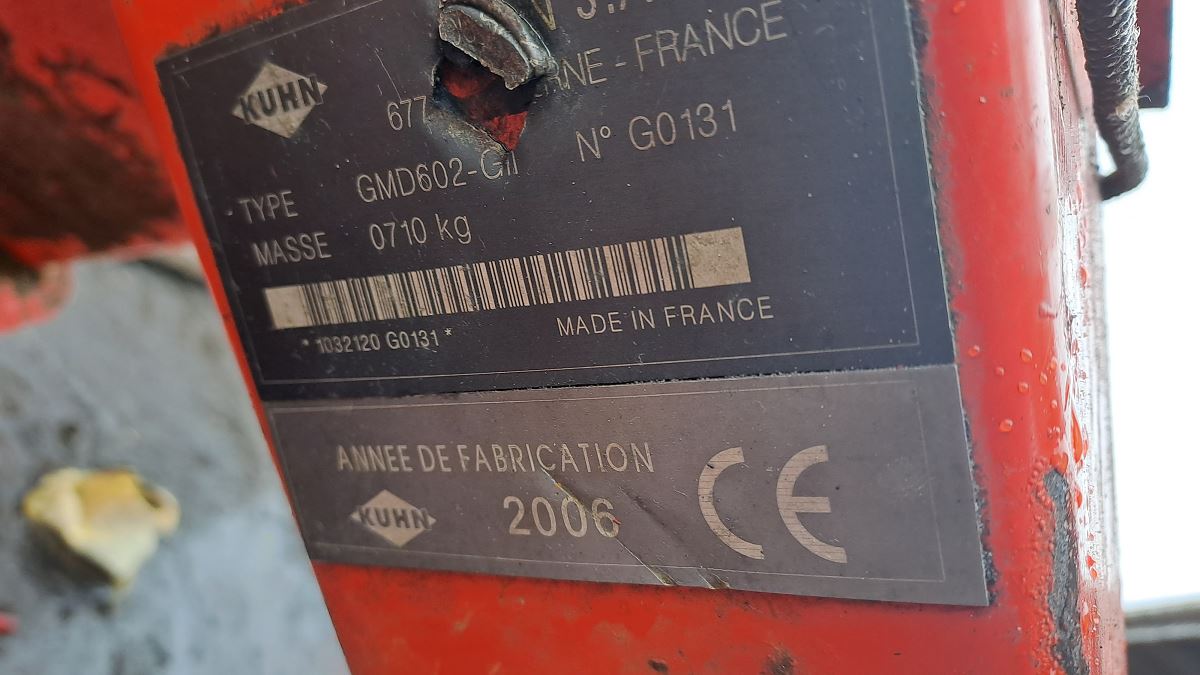 KUHN
677
NE - FRANCE
N° G0131
TYPE GMD602-GII
MASSE 0710 kg
* 1032120 G0131 *
MADE IN FRANCE
ANNEE DE FABRICATION
KUHN 2006
CE